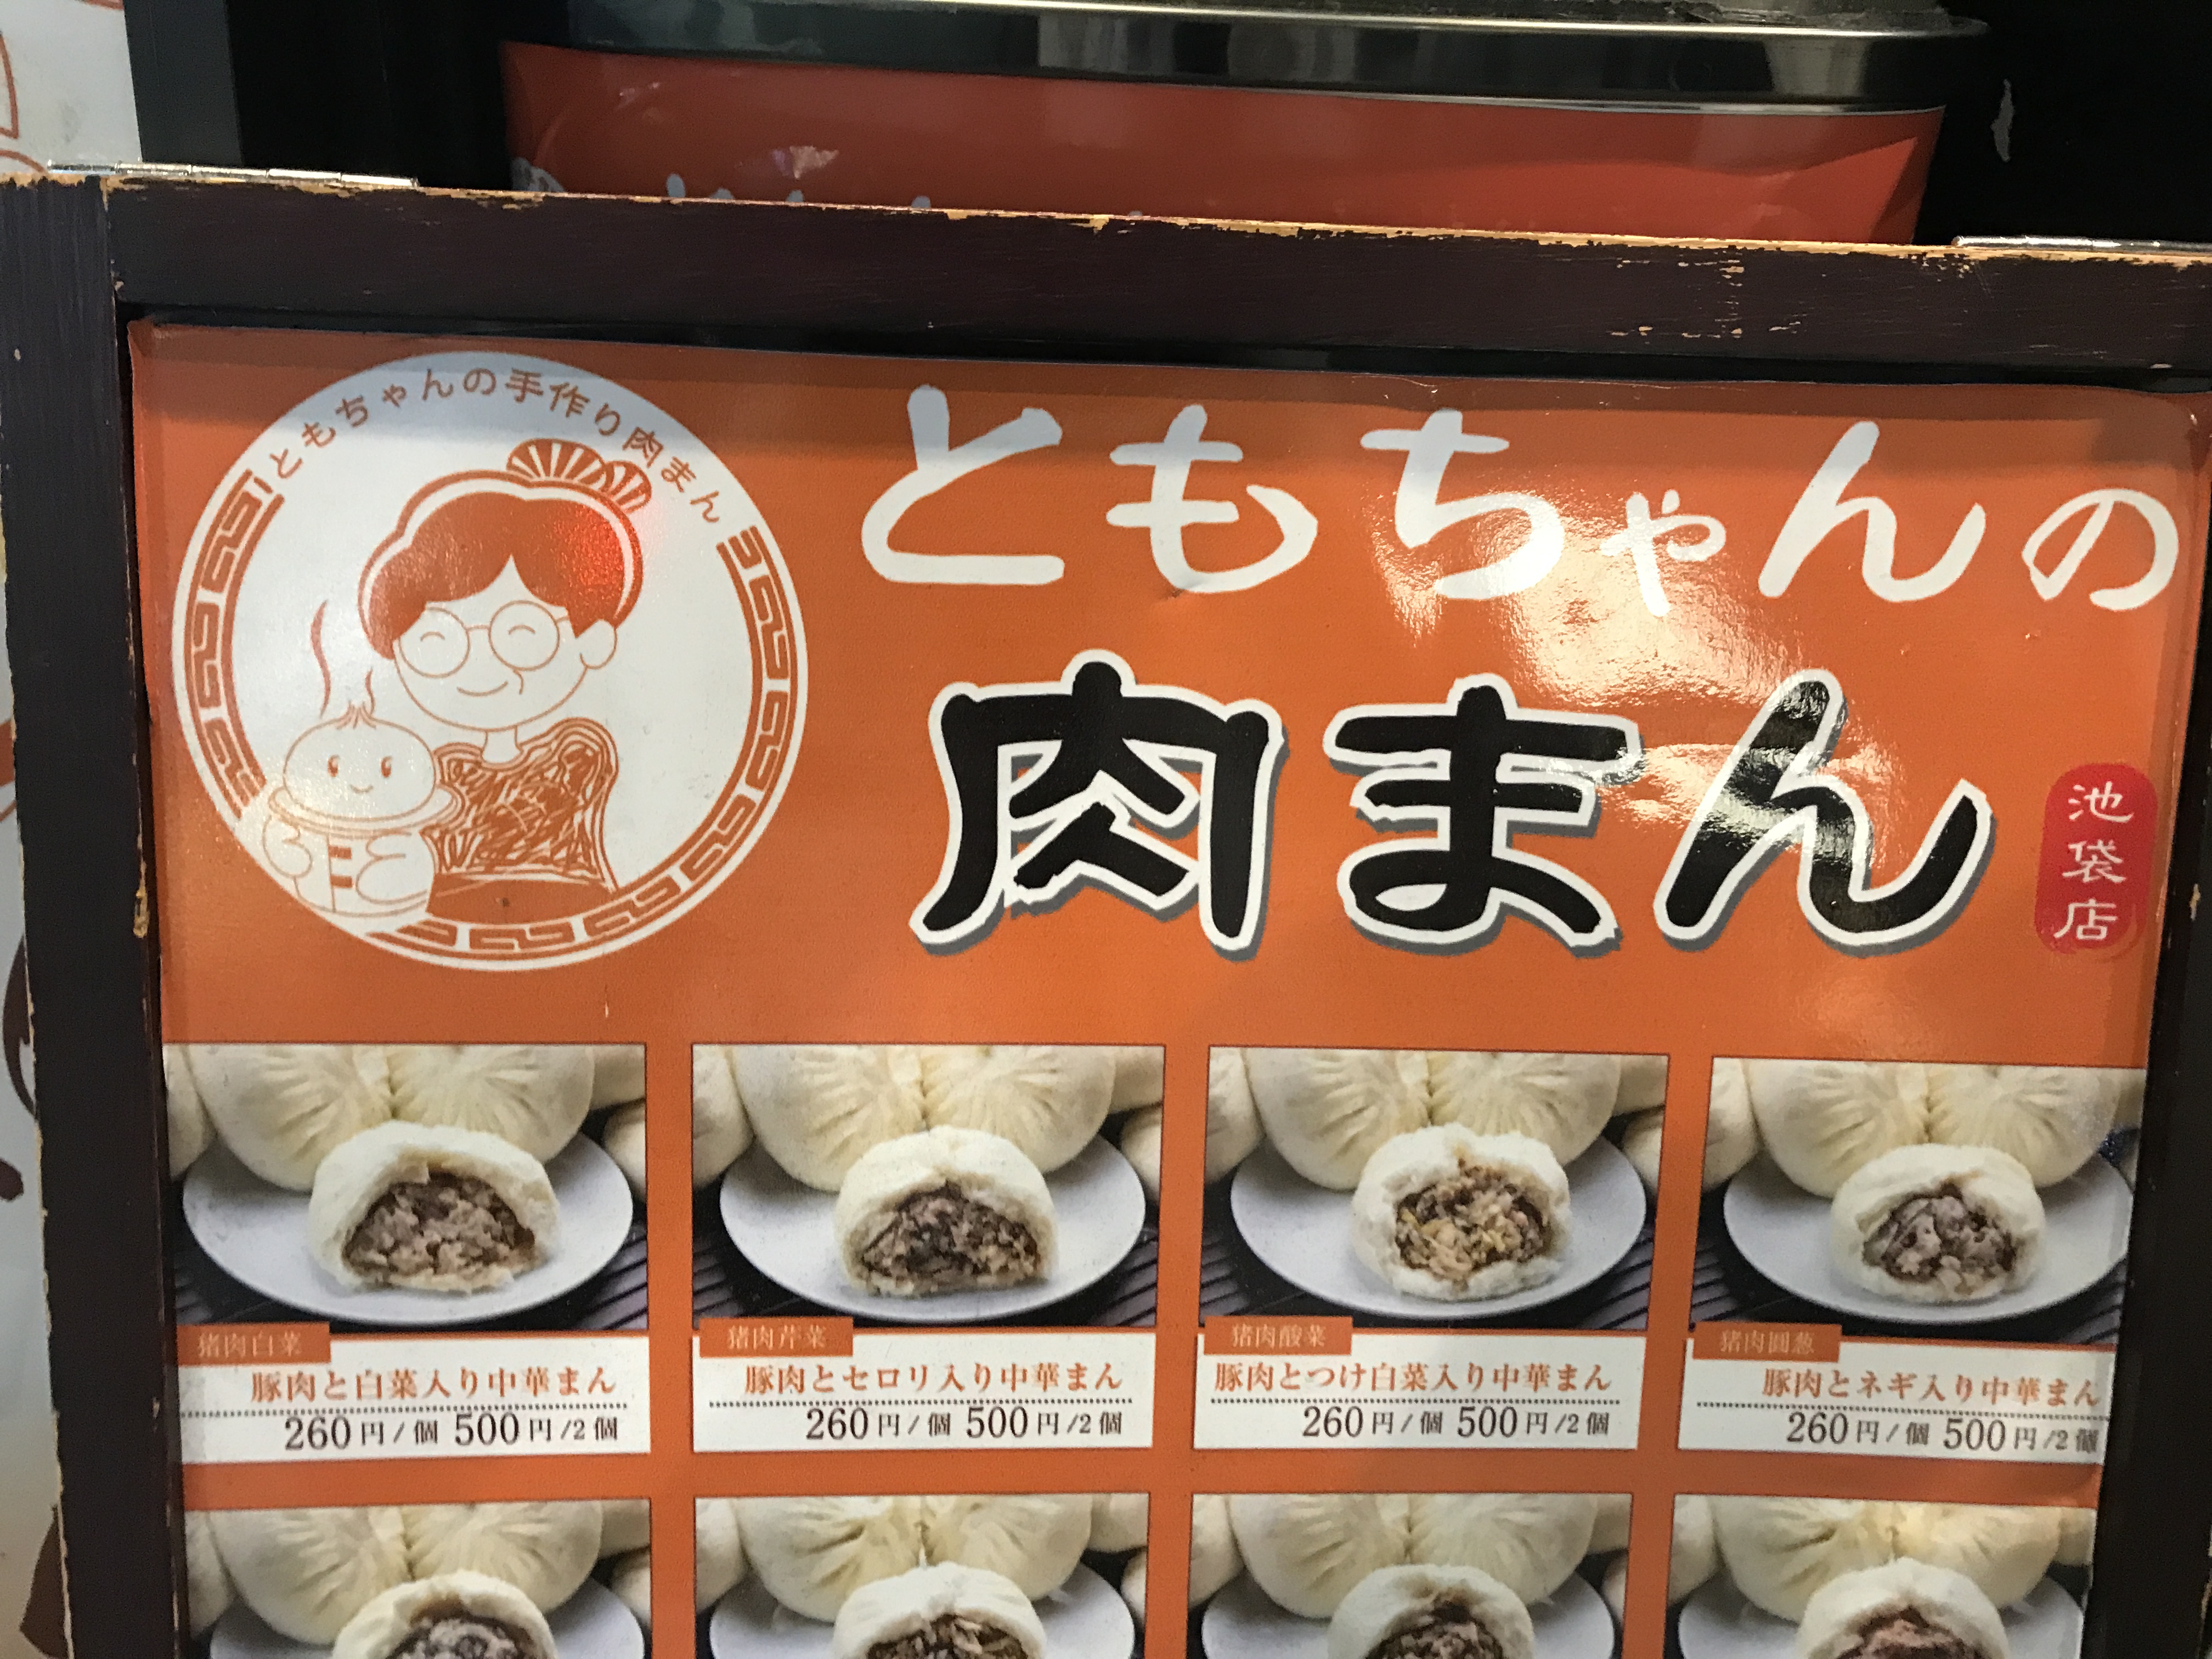 ともちゃんの手作り肉まん
ともちゃんの
肉まん
池袋店
猪肉白菜
豚肉と白菜入り中華まん
260円/個 500円/2個
猪肉芹菜
豚肉とセロリ入り中華まん
260円/個 500円/2個
猪肉酸菜
豚肉とつけ白菜入り中華まん
260円/個 500円/2個
猪肉圆葱
豚肉とネギ入り中華まん
260円/個 500円/2個